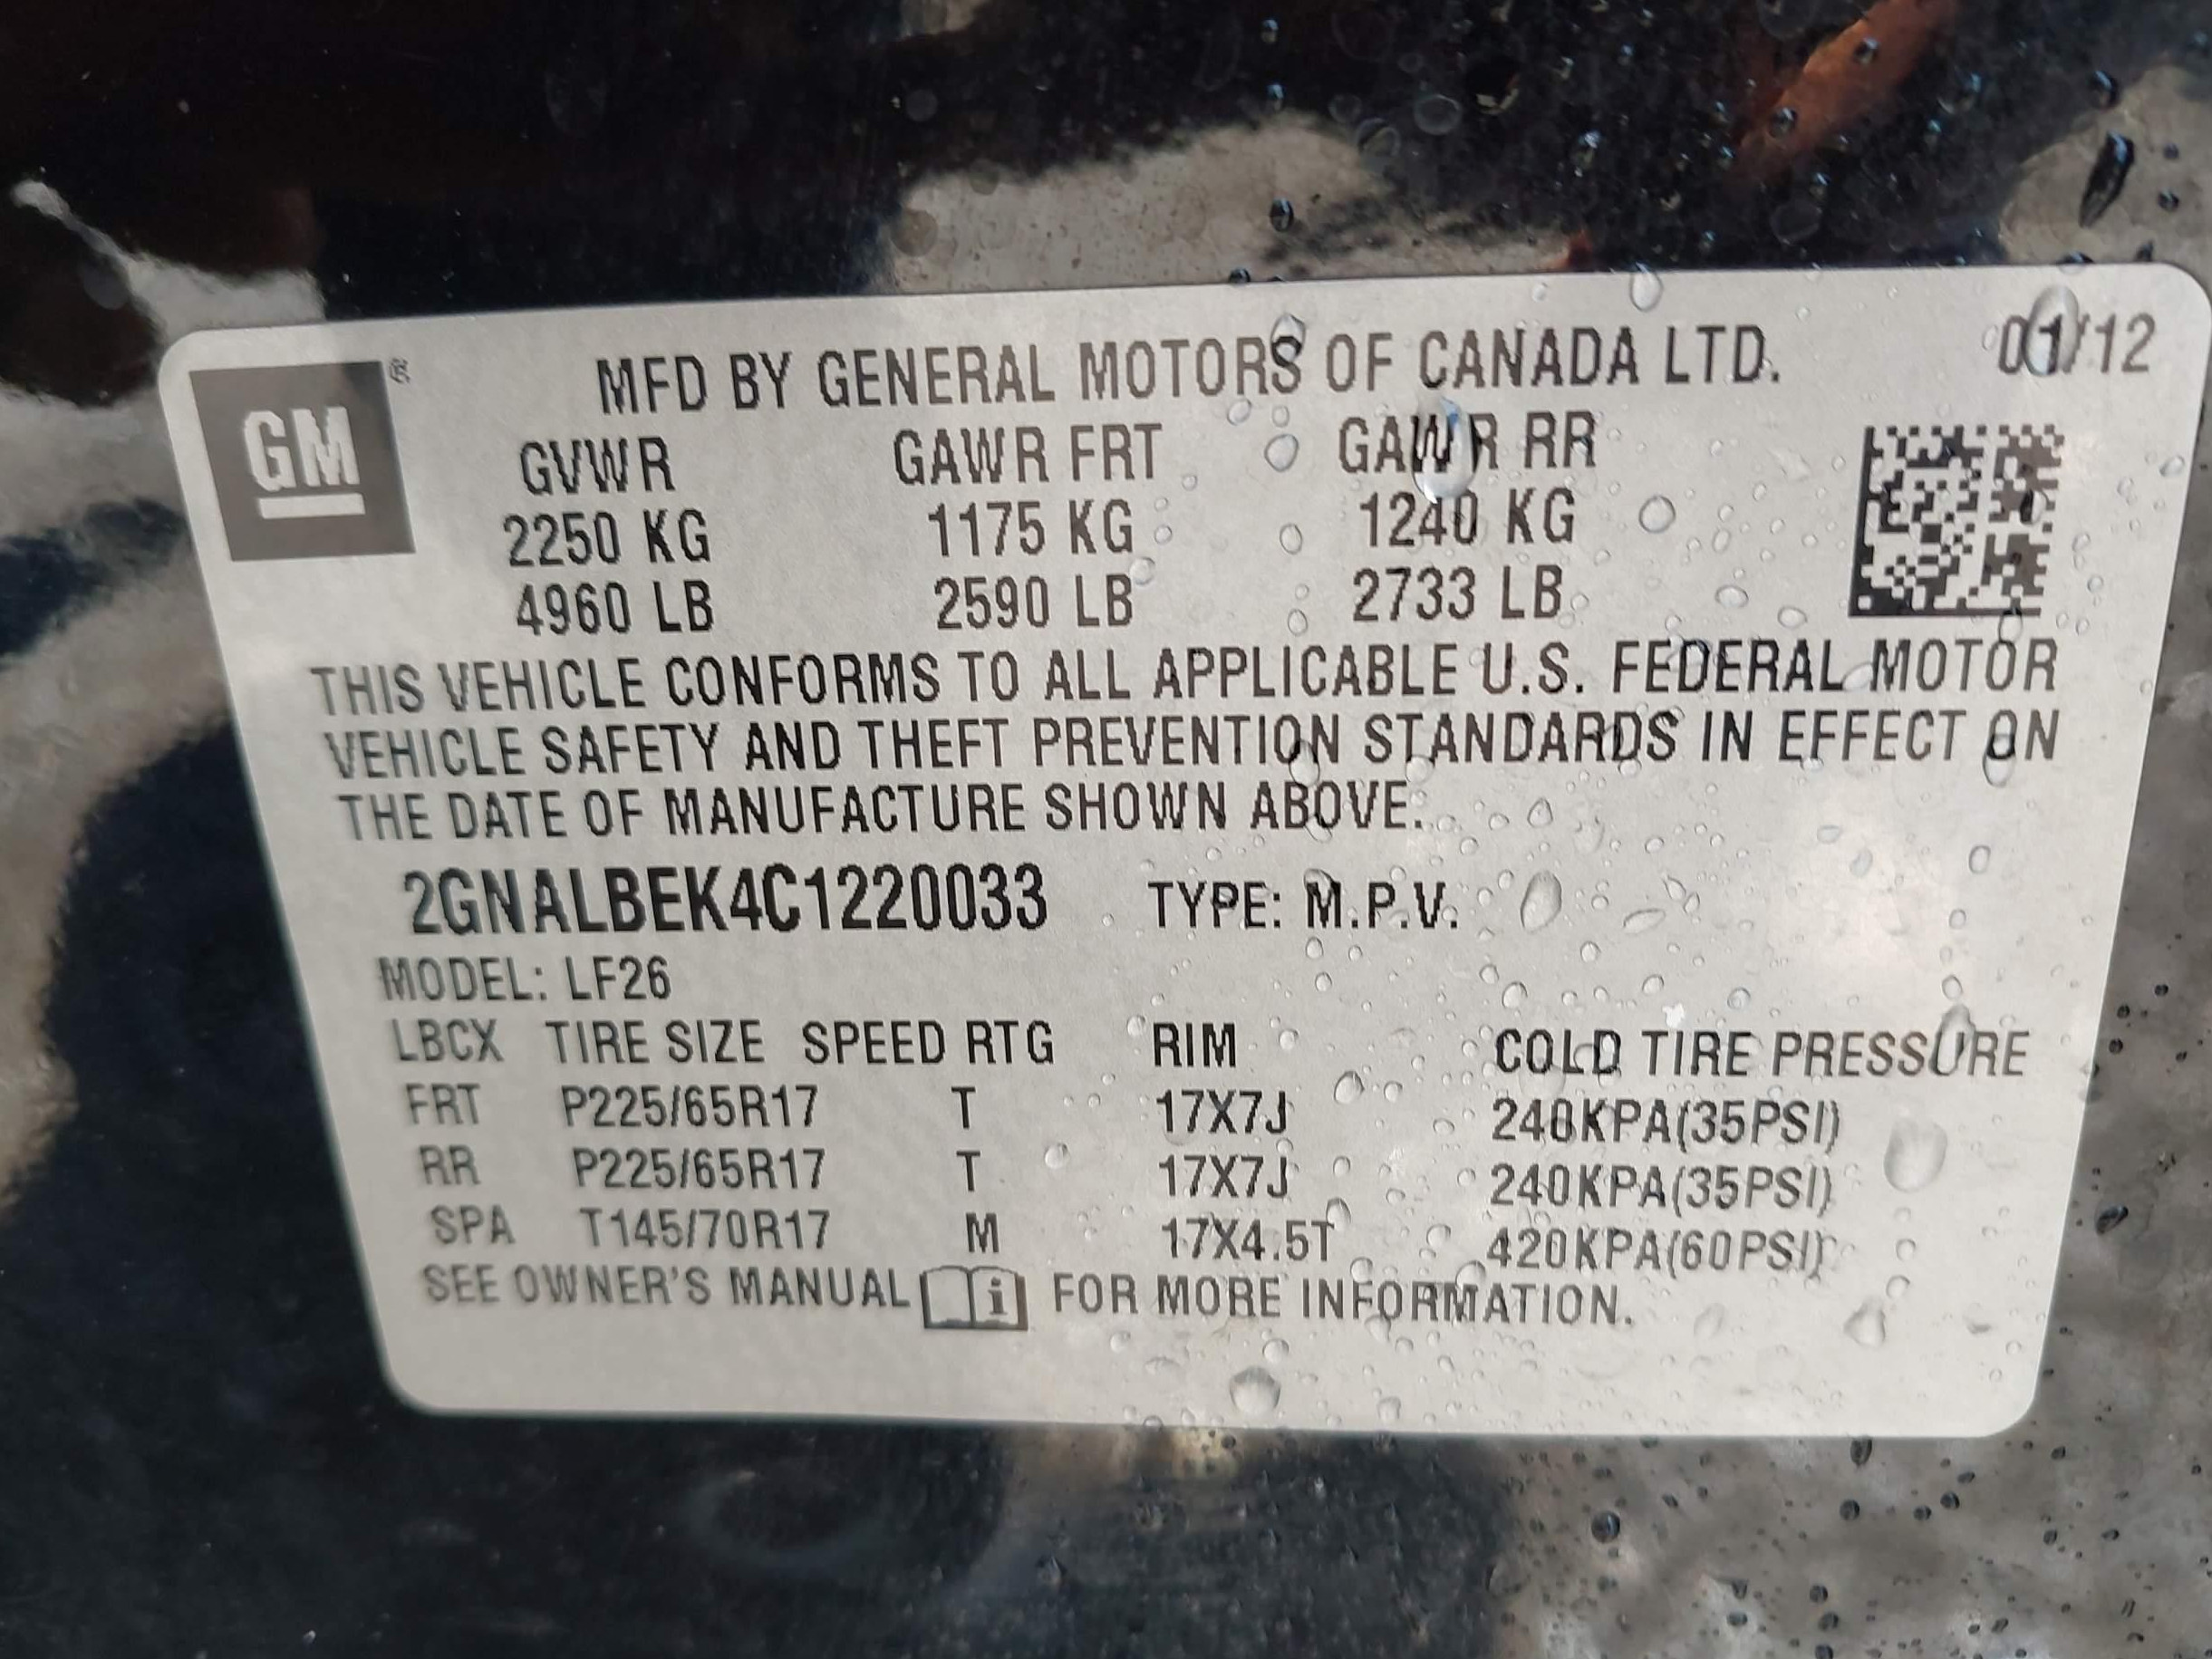 GM ®
MFD BY GENERAL MOTORS OF CANADA LTD. 01/12
GVWR GAWR FRT GAWR RR
2250 KG 1175 KG 1240 KG
4960 LB 2590 LB 2733 LB
THIS VEHICLE CONFORMS TO ALL APPLICABLE U.S. FEDERAL MOTOR
VEHICLE SAFETY AND THEFT PREVENTION STANDARDS IN EFFECT ON
THE DATE OF MANUFACTURE SHOWN ABOVE.
2GNALBEK4C1220033 TYPE: M.P.V.
MODEL: LF26
LBCX TIRE SIZE SPEED RTG RIM COLD TIRE PRESSURE
FRT P225/65R17 T 17X7J 240KPA(35PSI)
RR P225/65R17 T 17X7J 240KPA(35PSI)
SPA T145/70R17 M 17X4.5T 420KPA(60PSI)
SEE OWNER'S MANUAL i FOR MORE INFORMATION.